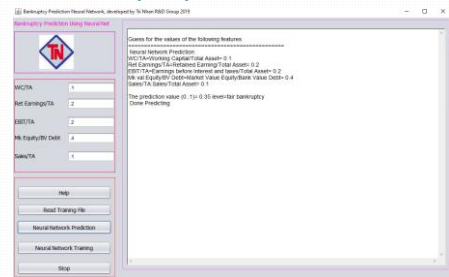 Bankruptcy Prediction Neural Network, developed by Tri Nhan R&D Group 2019
Bankruptcy Prediction Using Neural Net
TN
WC/TA .1
Ret Earnings/TA .2
EBIT/TA .2
Mk Equity/BV Debt .4
Sales/TA .1
Help
Read Training File
Neural Network Prediction
Neural Network Training
Stop
Guess for the values of the following features
Neural Network Prediction
WC/TA=Working Capital/Total Asset= 0.1
Ret Earnings/TA=Retained Earning/Total Asset= 0.2
EBIT/TA=Earnings before Interest and taxes/Total Asset= 0.2
Mk val Equity/BV Debt=Market Value Equity/Bank Value Debt= 0.4
Sales/TA Sales/Total Asset= 0.1
The prediction value (0..1)= 0.35 level=fair bankruptcy
Done Predicting